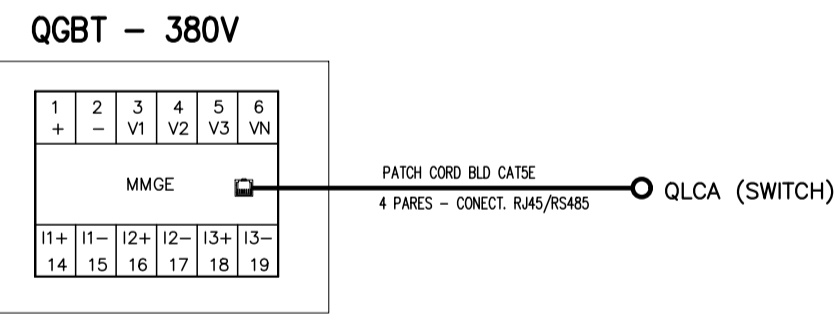 QGBT – 380V
1 2 3 4 5 6
+ – V1 V2 V3 VN
MMGE
PATCH CORD BLD CAT5E
4 PARES – CONECT. RJ45/RS485
QLCA (SWITCH)
I1+ I1– I2+ I2– I3+ I3–
14 15 16 17 18 19